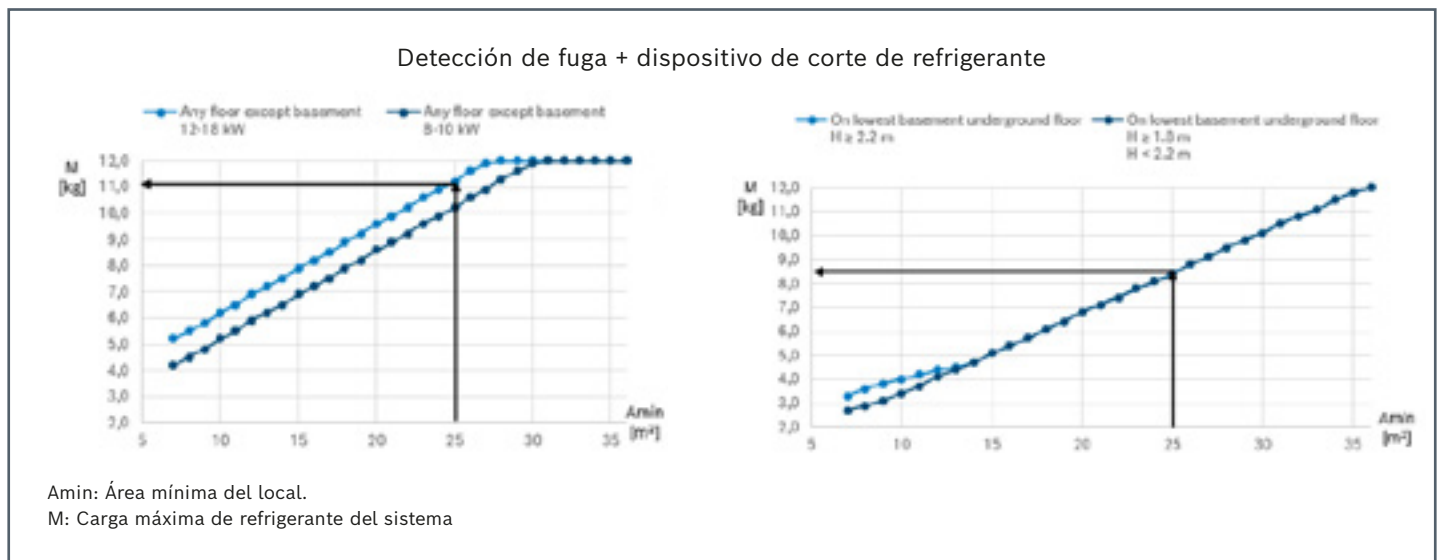 Detección de fuga + dispositivo de corte de refrigerante
Any floor except basement
12-18 kW
Any floor except basement
8-10 kW
M
[kg]
12,0
11,0
10,0
9,0
8,0
7,0
6,0
5,0
4,0
3,0
2,0
5 10 15 20 25 30 35
Amin
[m²]
On lowest basement underground floor
H ≥ 2.2 m
On lowest basement underground floor
H ≥ 1.8 m
H < 2.2 m
M
[kg]
12,0
11,0
10,0
9,0
8,0
7,0
6,0
5,0
4,0
3,0
2,0
5 10 15 20 25 30 35
Amin
[m²]
Amin: Área mínima del local.
M: Carga máxima de refrigerante del sistema